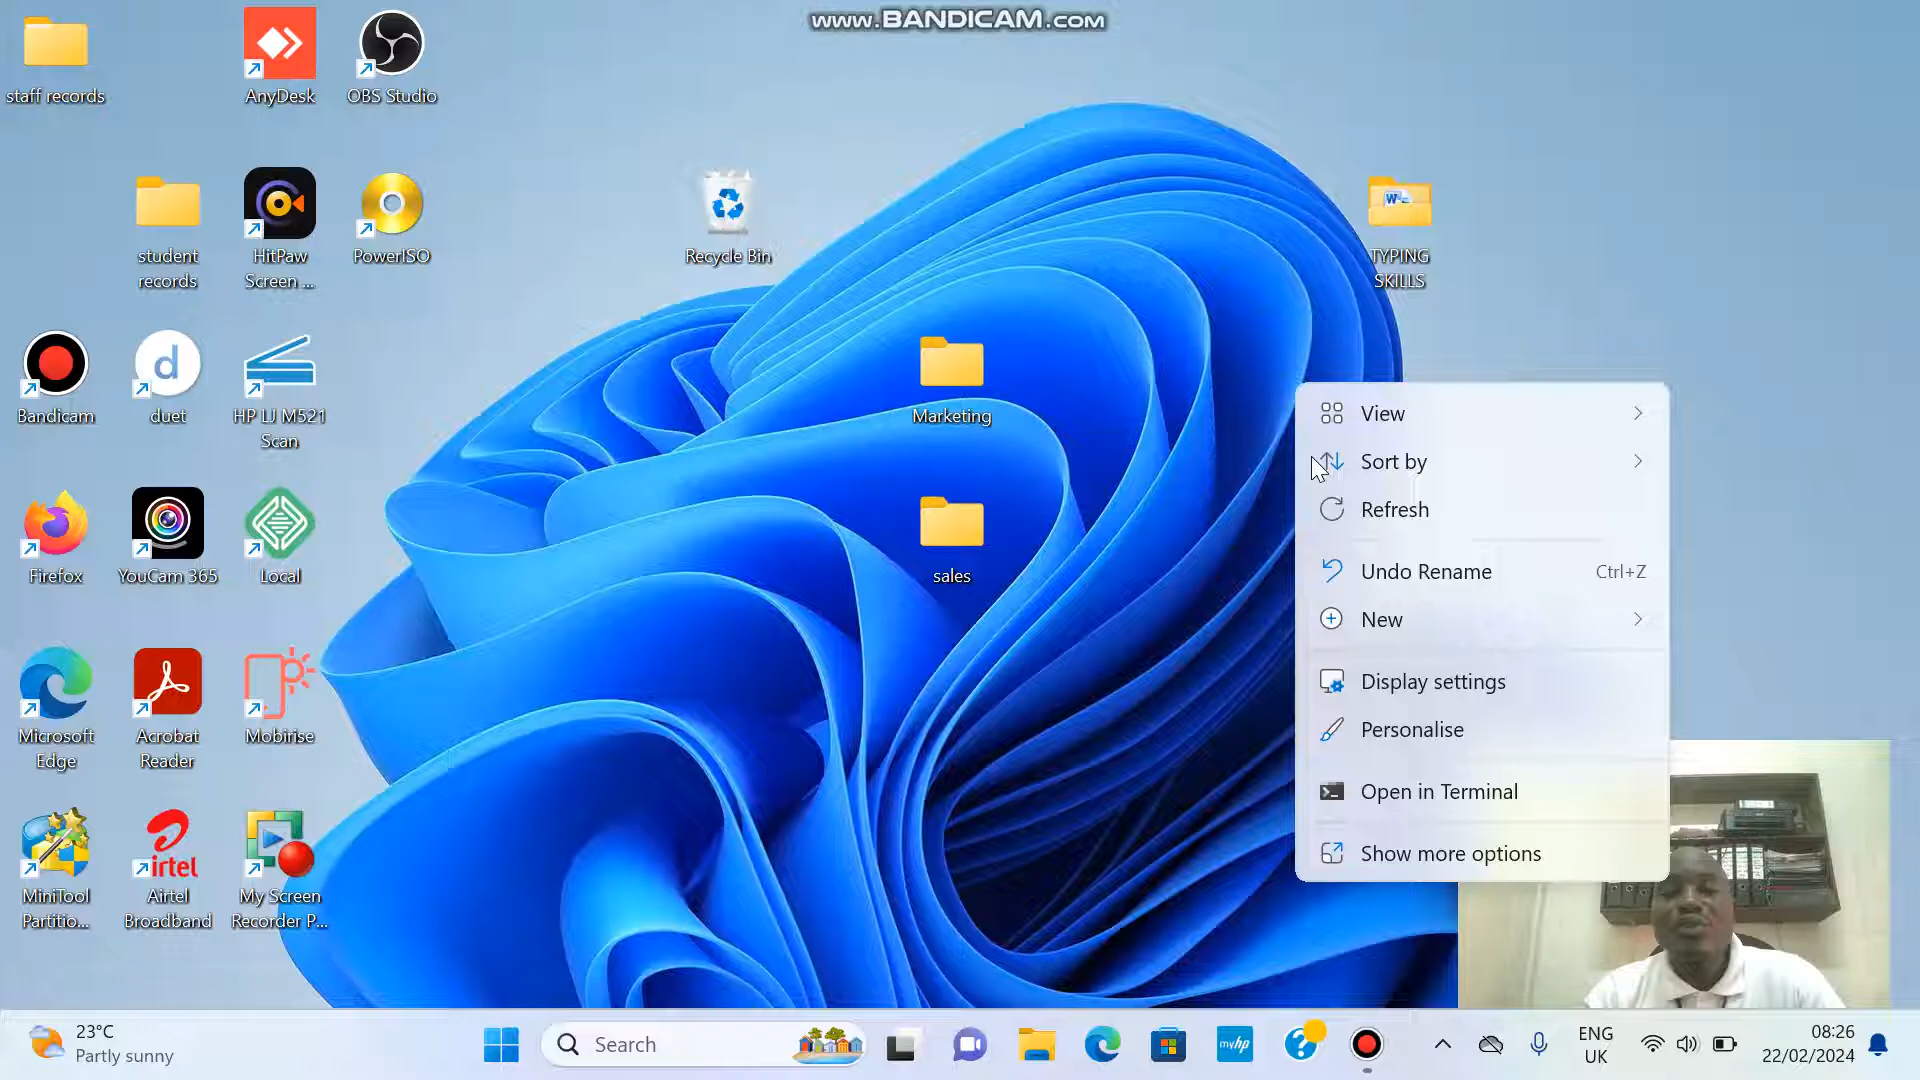 www.BANDICAM.com
staff records
AnyDesk
OBS Studio
student
records
HitPaw
Screen ...
PowerISO
Recycle Bin
TYPING
SKILLS
Bandicam
duet
HP LJ M521
Scan
Marketing
Firefox
YouCam 365
Local
sales
Microsoft
Edge
Acrobat
Reader
Mobirise
MiniTool
Partitio...
airtel
Airtel
Broadband
My Screen
Recorder P...
View
Sort by
Refresh
Undo Rename Ctrl+Z
New
Display settings
Personalise
Open in Terminal
Show more options
23°C
Partly sunny
Search
myhp
ENG
UK
08:26
22/02/2024